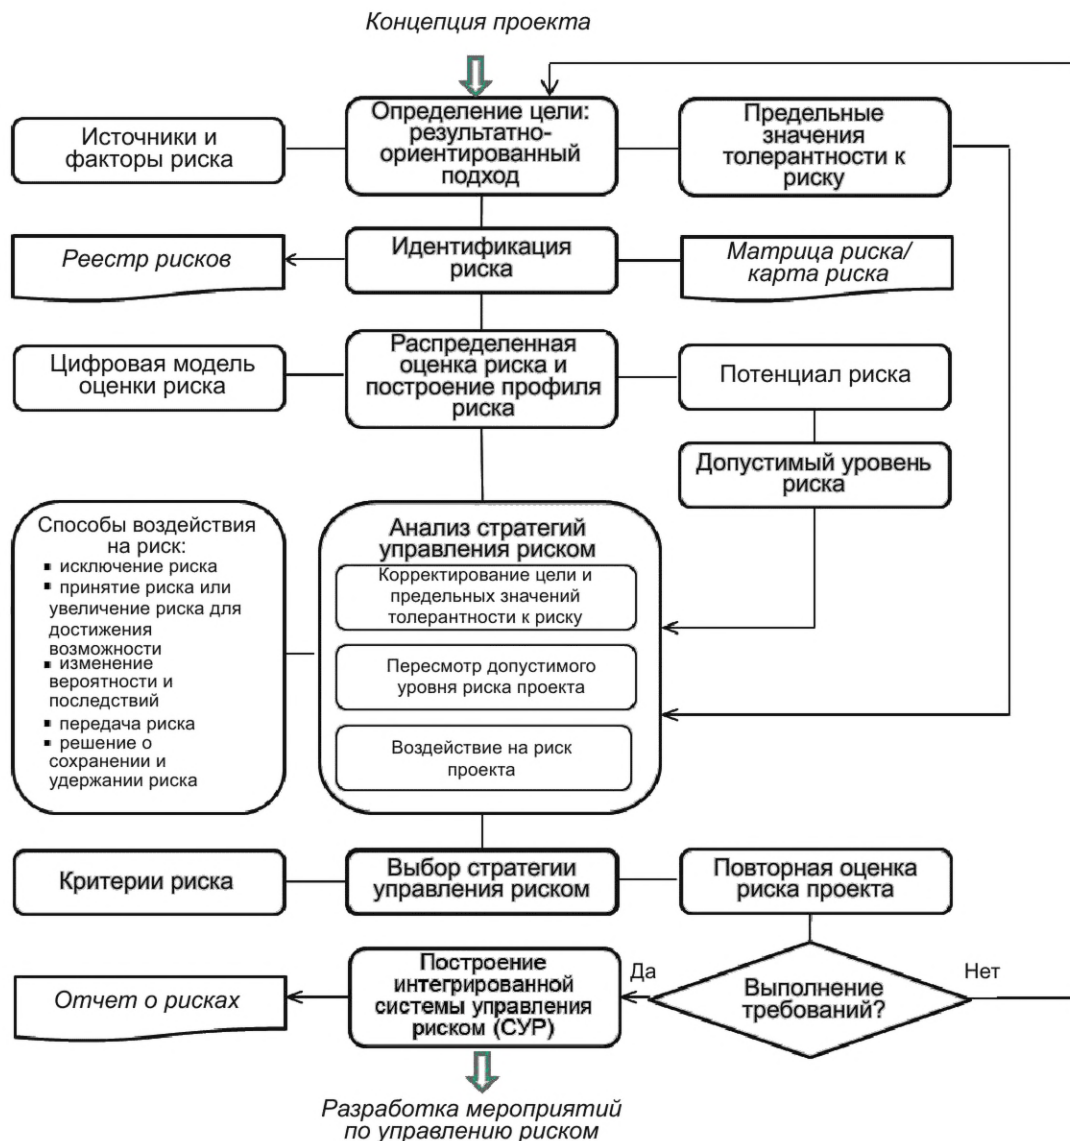 Концепция проекта
Источники и
факторы риска
Определение цели:
результатно-
ориентированный
подход
Предельные
значения
толерантности к
риску
Реестр рисков
Идентификация
риска
Матрица риска/
карта риска
Цифровая модель
оценки риска
Распределенная
оценка риска и
построение профиля
риска
Потенциал риска
Допустимый уровень
риска
Способы воздействия
на риск:
▪ исключение риска
▪ принятие риска или
увеличение риска для
достижения
возможности
▪ изменение
вероятности и
последствий
▪ передача риска
▪ решение о
сохранении и
удержании риска
Анализ стратегий
управления риском
Корректирование цели и
предельных значений
толерантности к риску
Пересмотр допустимого
уровня риска проекта
Воздействие на риск
проекта
Критерии риска
Выбор стратегии
управления риском
Повторная оценка
риска проекта
Отчет о рисках
Построение
интегрированной
системы управления
риском (СУР)
Да
Выполнение
требований?
Нет
Разработка мероприятий
по управлению риском